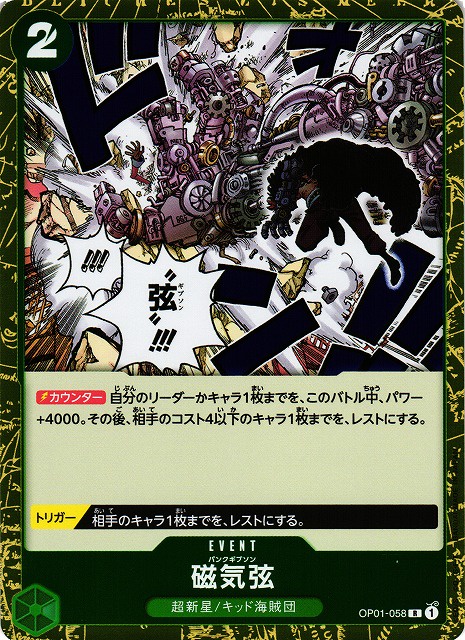 2
ドン
!!!
“弦”!!!
ギブソン
カウンター 自分のリーダーかキャラ1枚までを、このバトル中、パワー
+4000。その後、相手のコスト4以下のキャラ1枚までを、レストにする。
トリガー 相手のキャラ1枚までを、レストにする。
EVENT
パンクギブソン
磁気弦
超新星/キッド海賊団
OP01-058 R 1